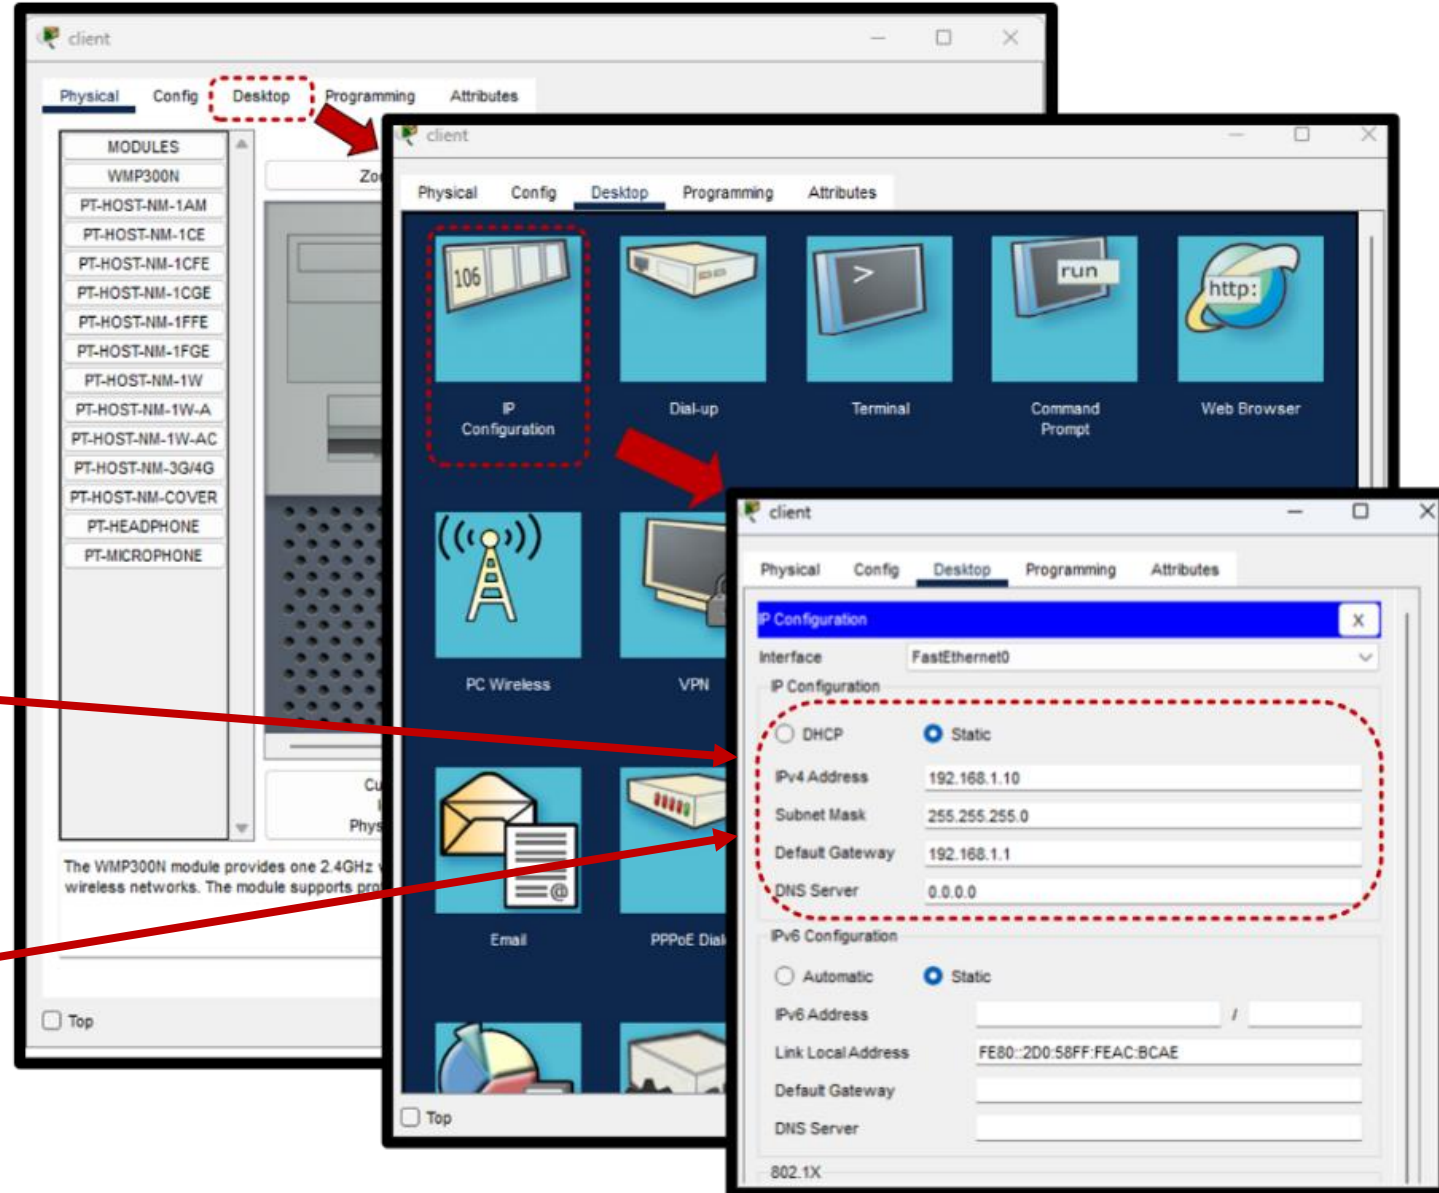 client
Physical Config Desktop Programming Attributes
MODULES
WMP300N
PT-HOST-NM-1AM
PT-HOST-NM-1CE
PT-HOST-NM-1CFE
PT-HOST-NM-1CGE
PT-HOST-NM-1FFE
PT-HOST-NM-1FGE
PT-HOST-NM-1W
PT-HOST-NM-1W-A
PT-HOST-NM-1W-AC
PT-HOST-NM-3G/4G
PT-HOST-NM-COVER
PT-HEADPHONE
PT-MICROPHONE
The WMP300N module provides one 2.4GHz
wireless networks. The module supports
Top
client
Physical Config Desktop Programming Attributes
106
>
run
http:
IP
Configuration
Dial-up
Terminal
Command
Prompt
Web Browser
PC Wireless
VPN
@
Email
PPPoE
Top
client
Physical Config Desktop Programming Attributes
IP Configuration X
Interface FastEthernet0
IP Configuration
DHCP Static
IPv4 Address 192.168.1.10
Subnet Mask 255.255.255.0
Default Gateway 192.168.1.1
DNS Server 0.0.0.0
IPv6 Configuration
Automatic Static
IPv6 Address /
Link Local Address FE80::2D0:58FF:FEAC:BCAE
Default Gateway
DNS Server
802.1X